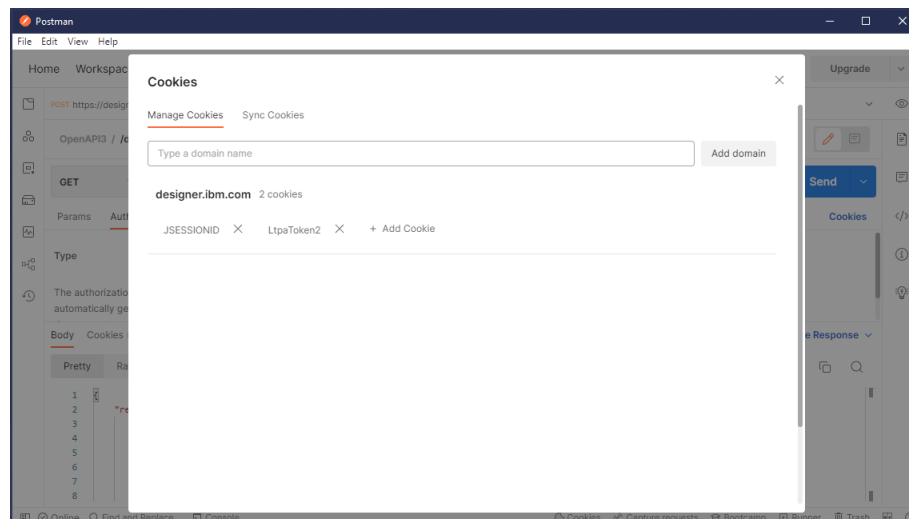 Postman
File Edit View Help
Home Workspac
Upgrade
Cookies
POST https://desigr
Manage Cookies Sync Cookies
OpenAPI3 /
Type a domain name
Add domain
GET
Send
designer.ibm.com 2 cookies
Params Auth
Cookies
JSESSIONID
LtpaToken2
+ Add Cookie
Type
The authorizatio
automatically ge
Body Cookies
e Response
Pretty Ra
1 {
2 "re
3
4
5
6
7
8
Online Find and Replace Console
Cookies Capture requests Bootcamp Runner Trash